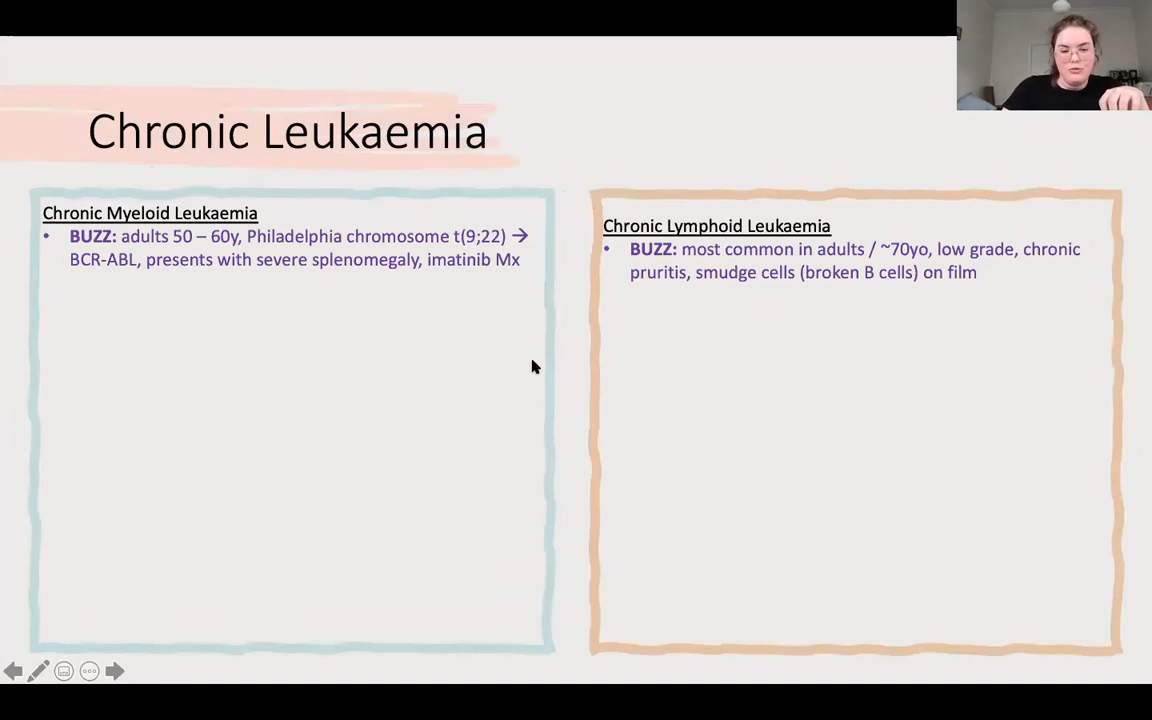 Chronic Leukaemia
Chronic Myeloid Leukaemia
• BUZZ: adults 50 – 60y, Philadelphia chromosome t(9;22) →
BCR-ABL, presents with severe splenomegaly, imatinib Mx
Chronic Lymphoid Leukaemia
• BUZZ: most common in adults / ~70yo, low grade, chronic
pruritis, smudge cells (broken B cells) on film